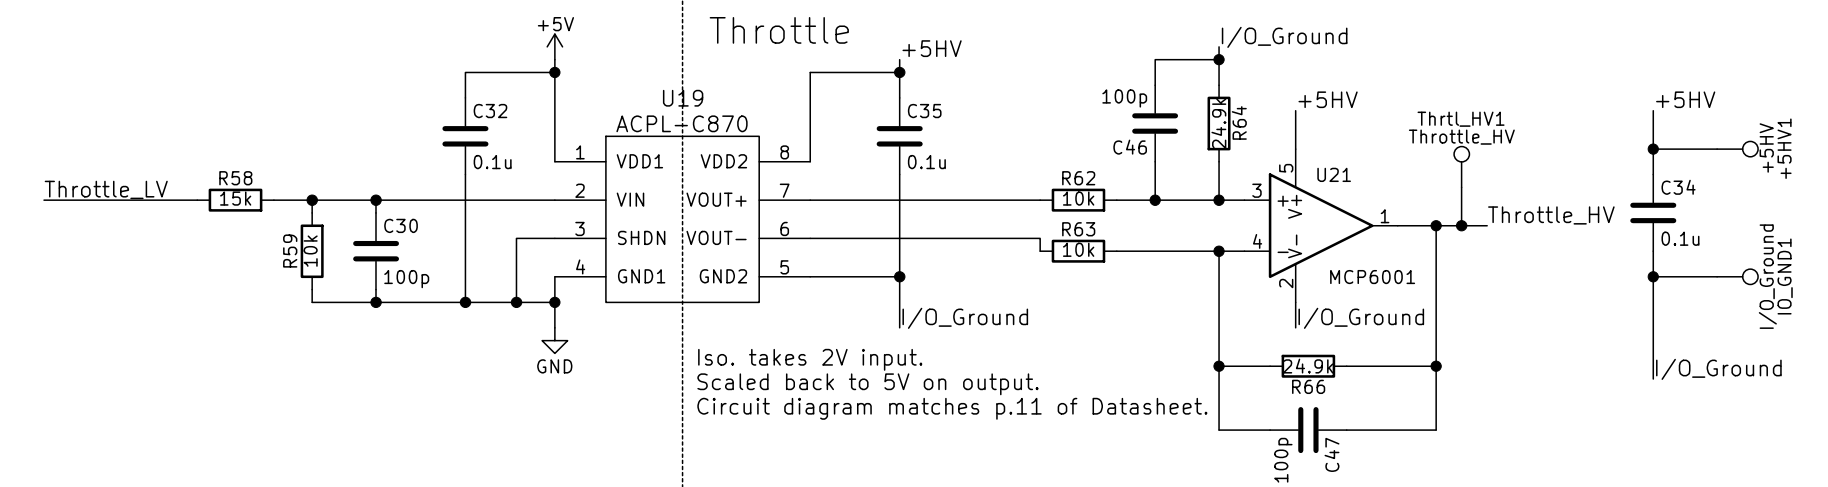 Throttle
+5V
C32
0.1u
U19
ACPL-C870
+5HV
C35
0.1u
1
VDD1
VDD2
8
Throttle_LV
R58
15k
2
VIN
VOUT+
7
R59
10k
C30
100p
3
SHDN
VOUT-
6
4
GND1
GND2
5
GND
I/O_Ground
Iso. takes 2V input.
Scaled back to 5V on output.
Circuit diagram matches p.11 of Datasheet.
I/O_Ground
100p
C46
24.9k
R64
R62
10k
R63
10k
+5HV
5
U21
3
+
V+
4
-
V-
2
1
MCP6001
I/O_Ground
24.9k
R66
100p
C47
Thrtl_HV1
Throttle_HV
Throttle_HV
+5HV
C34
0.1u
+5HV
+5HV1
I/O_Ground
IO_GND1
I/O_Ground